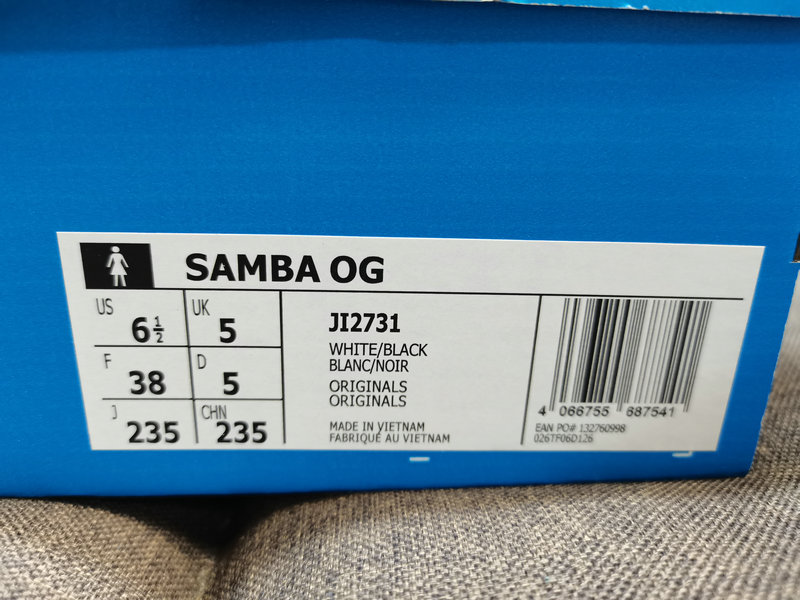 SAMBA OG
US 6½ UK 5
F 38 D 5
J 235 CHN 235
JI2731
WHITE/BLACK
BLANC/NOIR
ORIGINALS
ORIGINALS
MADE IN VIETNAM
FABRIQUÉ AU VIETNAM
4 066755 687541
EAN PO# 132760998
026TF06D126